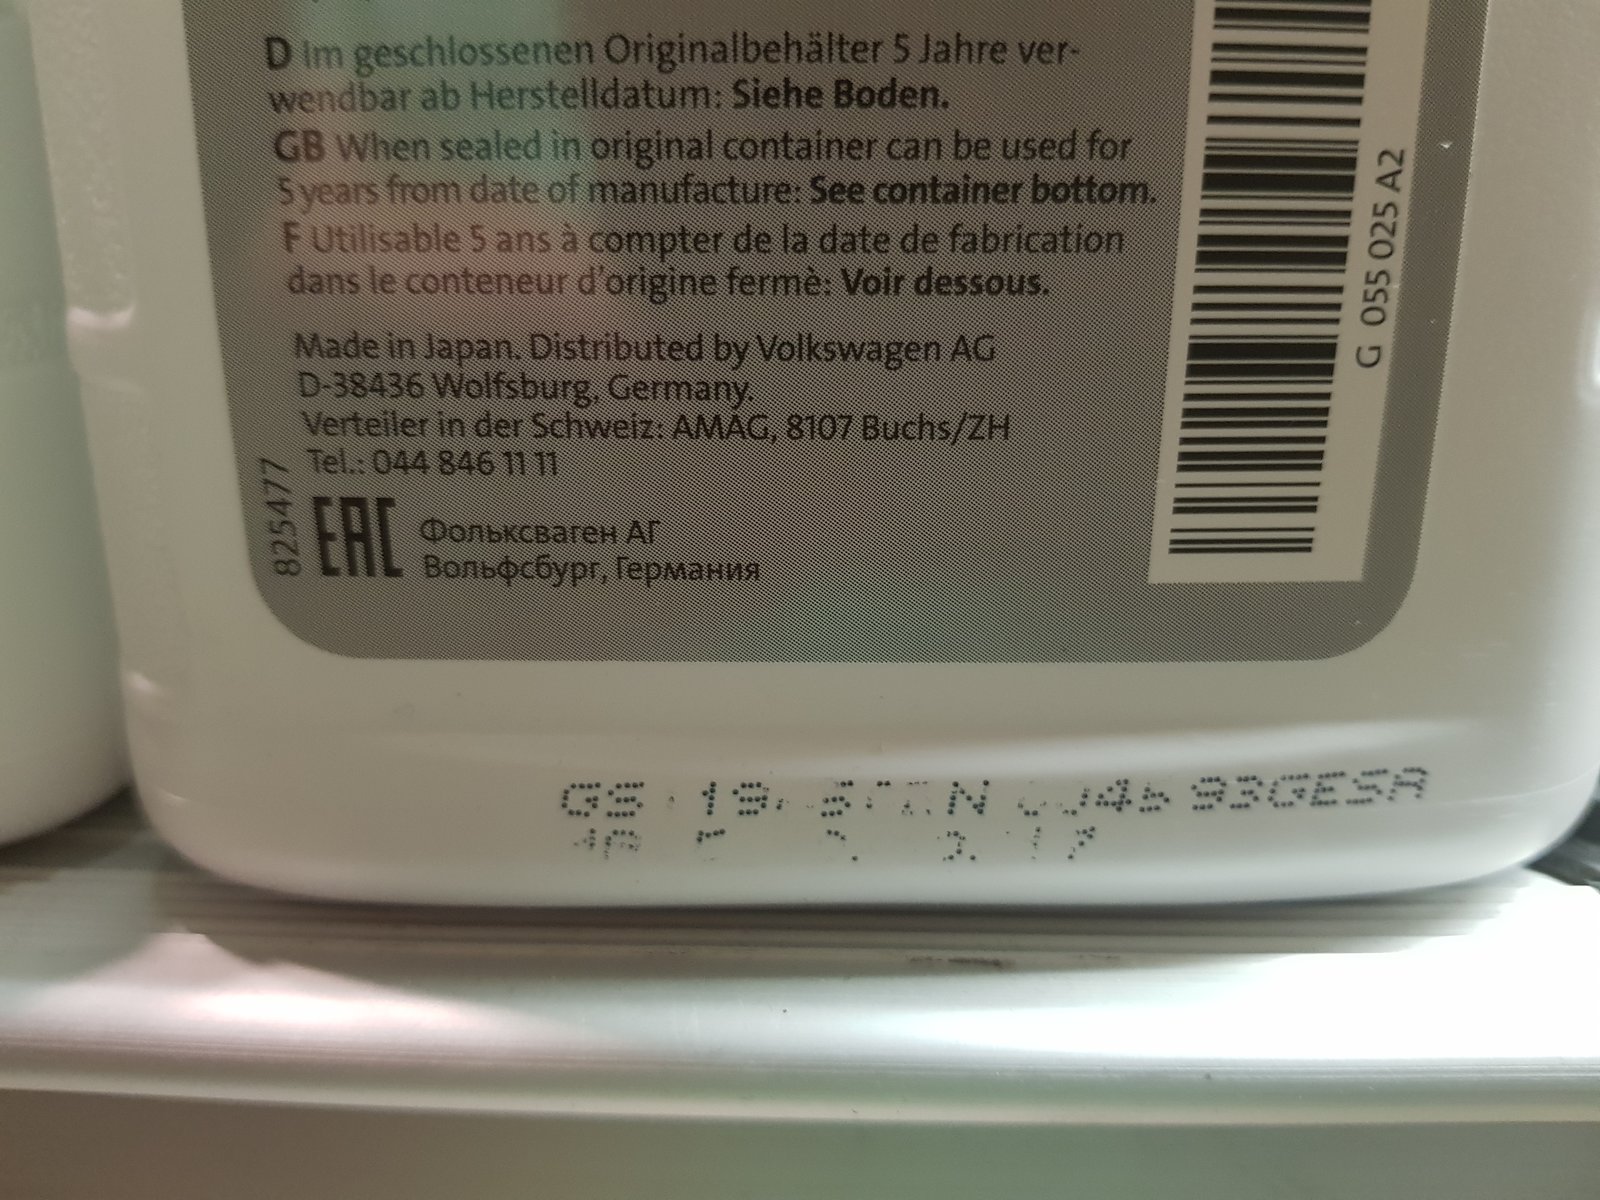 D Im geschlossenen Originalbehälter 5 Jahre ver-
wendbar ab Herstelldatum: Siehe Boden.
GB When sealed in original container can be used for
5 years from date of manufacture: See container bottom.
F Utilisable 5 ans à compter de la date de fabrication
dans le conteneur d'origine fermè: Voir dessous.
Made in Japan. Distributed by Volkswagen AG
D-38436 Wolfsburg, Germany.
Verteiler in der Schweiz: AMAG, 8107 Buchs/ZH
Tel.: 044 846 11 11
825477
EAC Фольксваген АГ
Вольфсбург, Германия
G 055 025 A2
GS